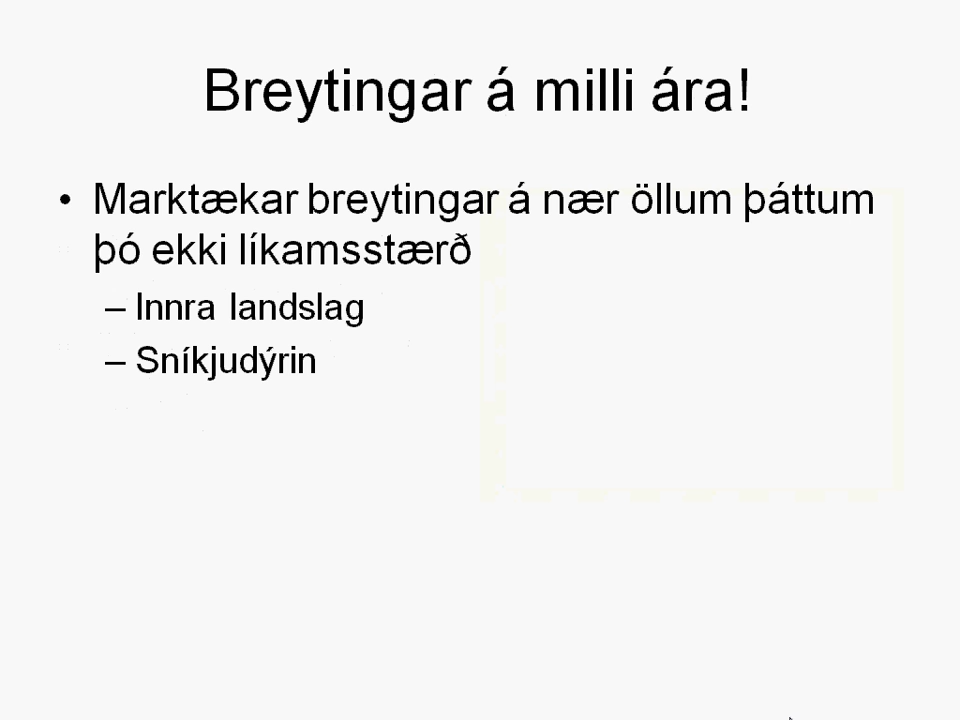 Breytingar á milli ára!
• Marktækar breytingar á nær öllum þáttum
þó ekki líkamsstærð
– Innra landslag
– Sníkjudýrin